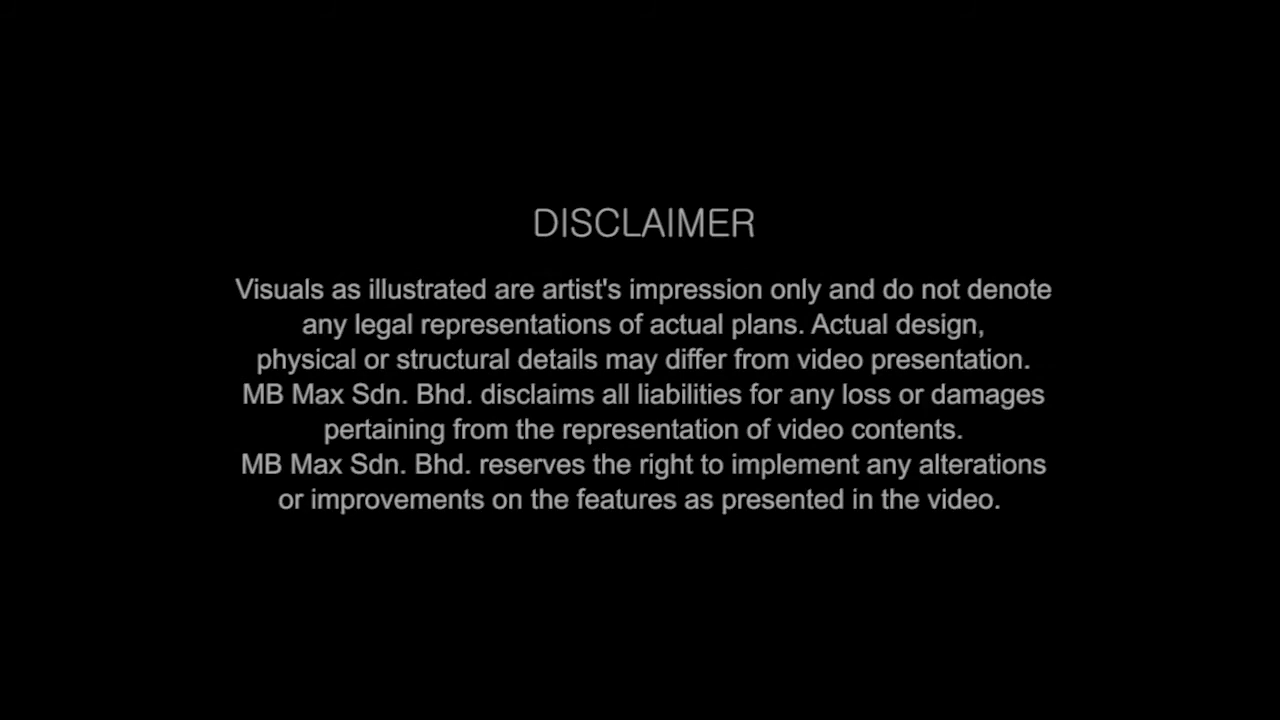 DISCLAIMER
Visuals as illustrated are artist's impression only and do not denote
any legal representations of actual plans. Actual design,
physical or structural details may differ from video presentation.
MB Max Sdn. Bhd. disclaims all liabilities for any loss or damages
pertaining from the representation of video contents.
MB Max Sdn. Bhd. reserves the right to implement any alterations
or improvements on the features as presented in the video.